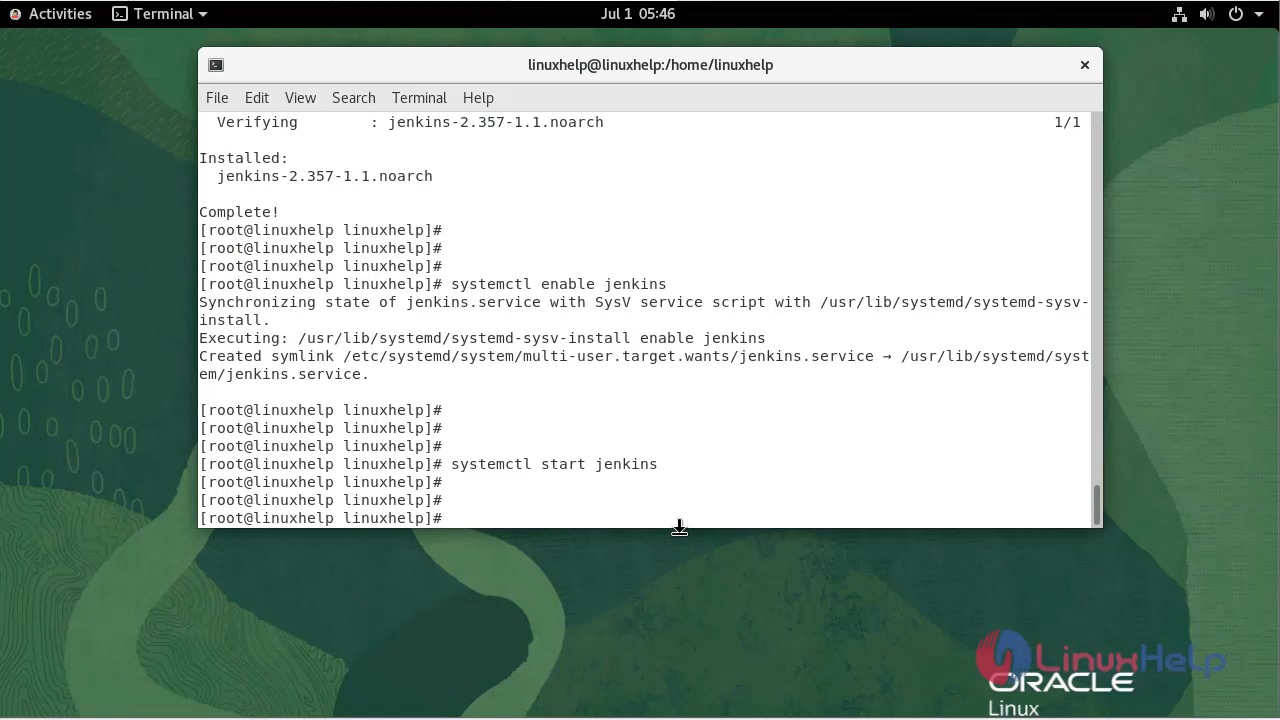 Activities Terminal Jul 1 05:46
linuxhelp@linuxhelp:/home/linuxhelp
File Edit View Search Terminal Help
Verifying : jenkins-2.357-1.1.noarch 1/1
Installed:
jenkins-2.357-1.1.noarch
Complete!
[root@linuxhelp linuxhelp]#
[root@linuxhelp linuxhelp]#
[root@linuxhelp linuxhelp]#
[root@linuxhelp linuxhelp]# systemctl enable jenkins
Synchronizing state of jenkins.service with SysV service script with /usr/lib/systemd/systemd-sysv-
install.
Executing: /usr/lib/systemd/systemd-sysv-install enable jenkins
Created symlink /etc/systemd/system/multi-user.target.wants/jenkins.service → /usr/lib/systemd/syst
em/jenkins.service.
[root@linuxhelp linuxhelp]#
[root@linuxhelp linuxhelp]#
[root@linuxhelp linuxhelp]#
[root@linuxhelp linuxhelp]# systemctl start jenkins
[root@linuxhelp linuxhelp]#
[root@linuxhelp linuxhelp]#
[root@linuxhelp linuxhelp]#
LinuxHelp
ORACLE
Linux